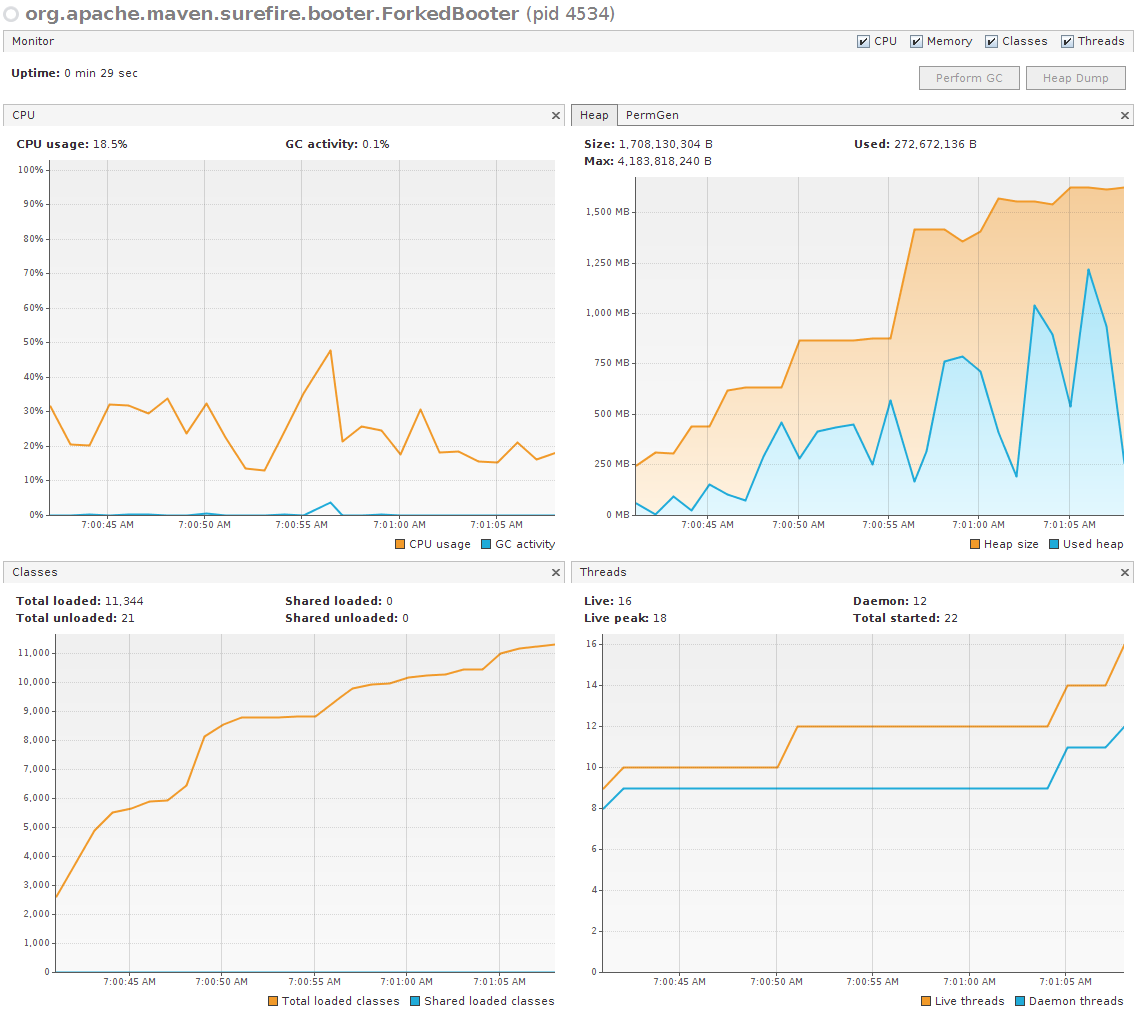 org.apache.maven.surefire.booter.ForkedBooter (pid 4534)
Monitor
CPU Memory Classes Threads
Uptime: 0 min 29 sec
Perform GC Heap Dump
CPU
CPU usage: 18.5% GC activity: 0.1%
100%
90%
80%
70%
60%
50%
40%
30%
20%
10%
0%
7:00:45 AM 7:00:50 AM 7:00:55 AM 7:01:00 AM 7:01:05 AM
CPU usage GC activity
Heap PermGen
Size: 1,708,130,304 B Used: 272,672,136 B
Max: 4,183,818,240 B
1,500 MB
1,250 MB
1,000 MB
750 MB
500 MB
250 MB
0 MB
7:00:45 AM 7:00:50 AM 7:00:55 AM 7:01:00 AM 7:01:05 AM
Heap size Used heap
Classes
Total loaded: 11,344 Shared loaded: 0
Total unloaded: 21 Shared unloaded: 0
11,000
10,000
9,000
8,000
7,000
6,000
5,000
4,000
3,000
2,000
1,000
0
7:00:45 AM 7:00:50 AM 7:00:55 AM 7:01:00 AM 7:01:05 AM
Total loaded classes Shared loaded classes
Threads
Live: 16 Daemon: 12
Live peak: 18 Total started: 22
16
14
12
10
8
6
4
2
0
7:00:45 AM 7:00:50 AM 7:00:55 AM 7:01:00 AM 7:01:05 AM
Live threads Daemon threads